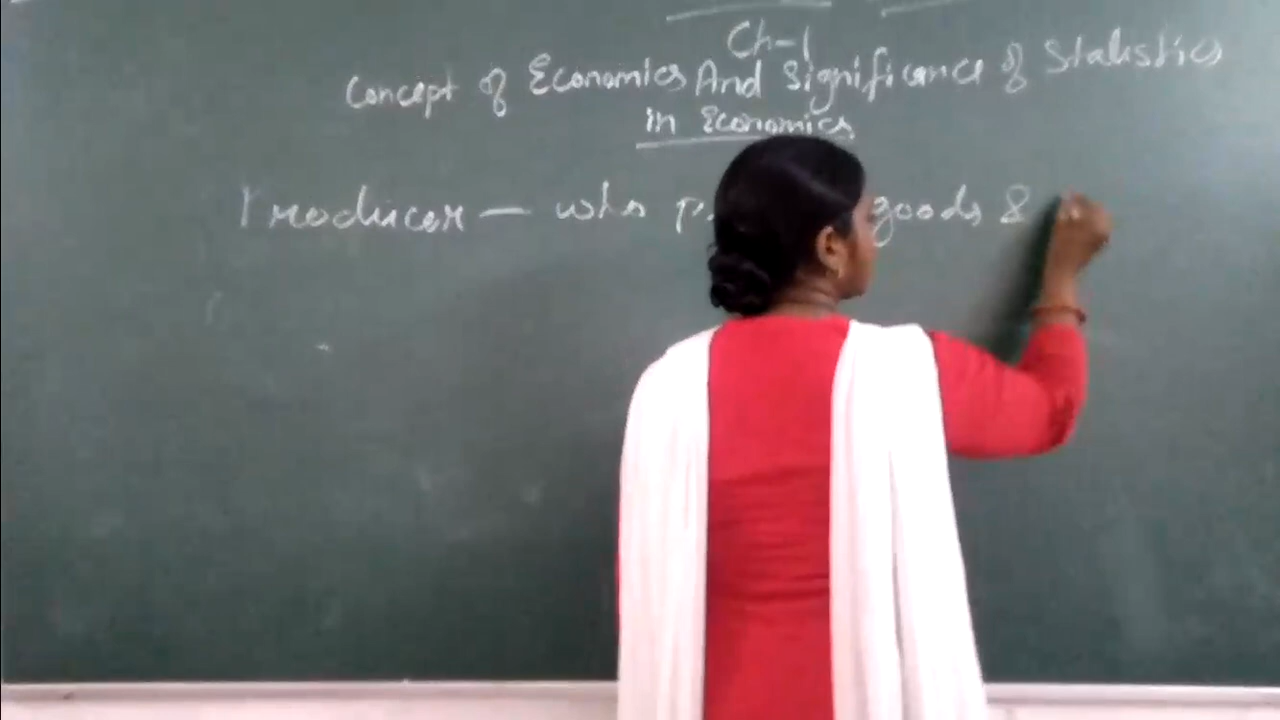 Ch-1
Concept of Economics And Significance of Statistics
in Economics
Producer — who goods &